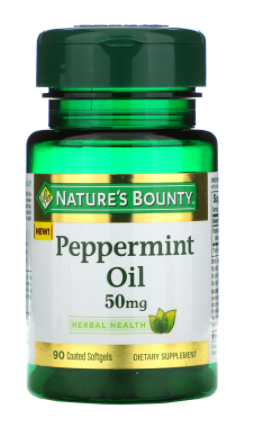 NATURE'S BOUNTY
NEW!
Peppermint
Oil
50mg
HERBAL HEALTH
90 Coated Softgels
DIETARY SUPPLEMENT